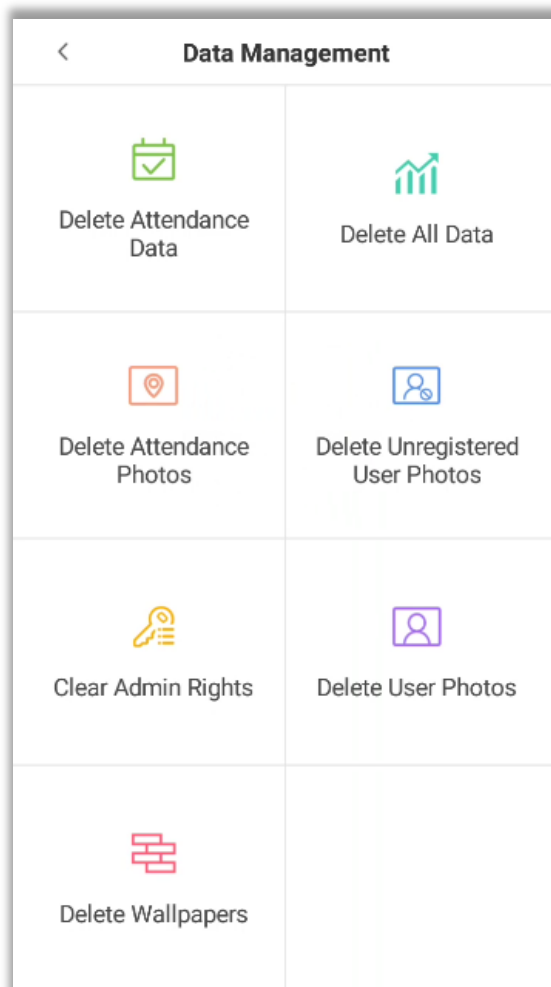 Data Management
Delete Attendance
Data
Delete All Data
Delete Attendance
Photos
Delete Unregistered
User Photos
Clear Admin Rights
Delete User Photos
Delete Wallpapers